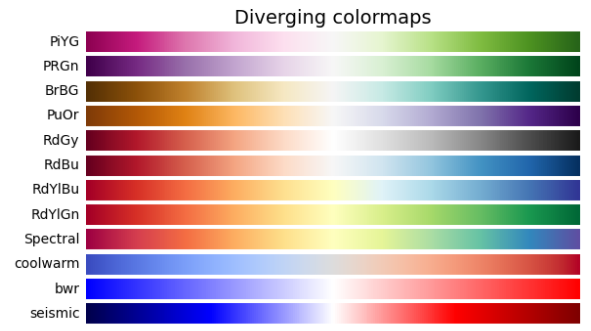 Diverging colormaps
PiYG
PRGn
BrBG
PuOr
RdGy
RdBu
RdYlBu
RdYlGn
Spectral
coolwarm
bwr
seismic